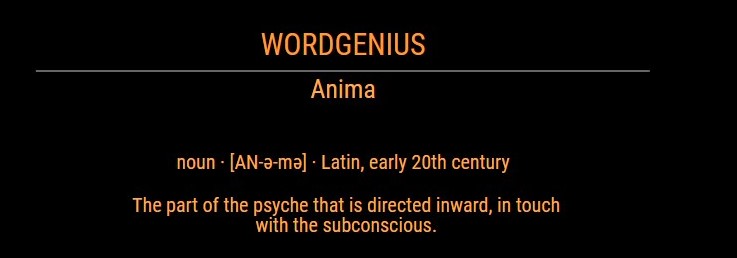 WORDGENIUS
Anima
noun · [AN-ə-mə] · Latin, early 20th century
The part of the psyche that is directed inward, in touch
with the subconscious.